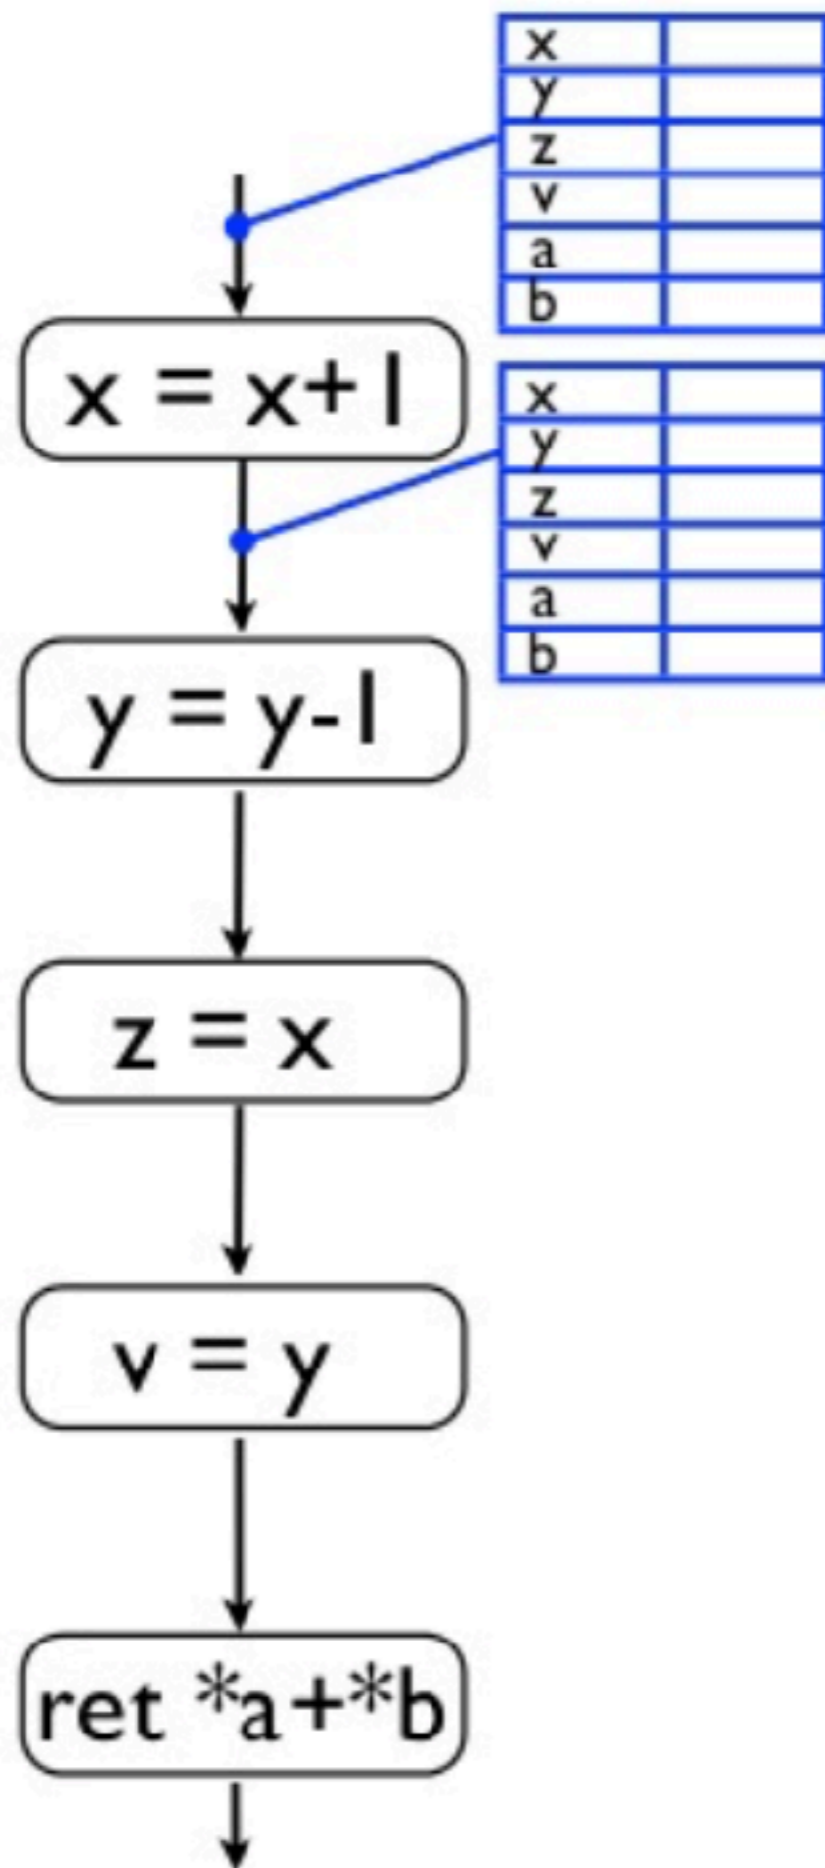 x
y
z
v
a
b
x = x+1
x
y
z
v
a
b
y = y-1
z = x
v = y
ret *a+*b